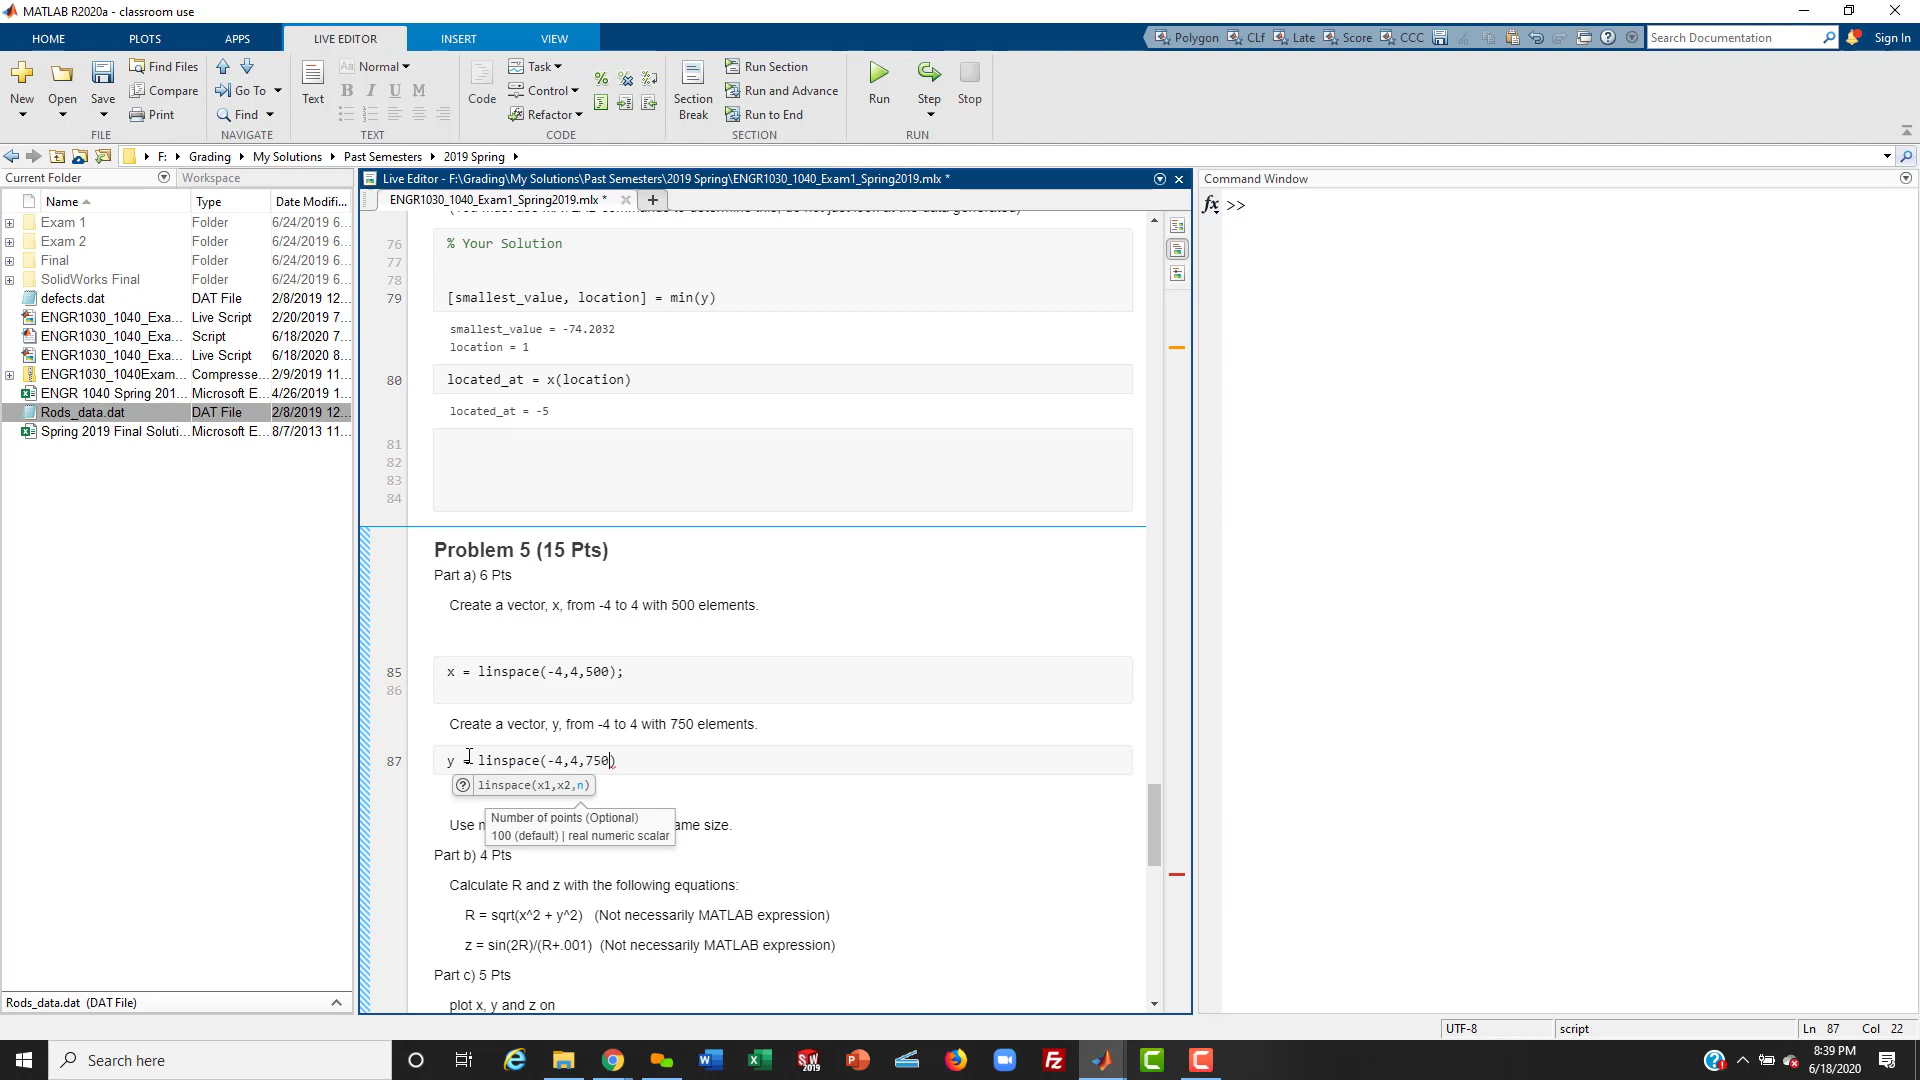 MATLAB R2020a - classroom use
HOME PLOTS APPS LIVE EDITOR INSERT VIEW
Polygon CLf Late Score CCC Search Documentation Sign In
New Open Save Find Files Compare Print
FILE
Go To Find
NAVIGATE
Text Aa Normal B I U M
TEXT
Code Task Control Refactor
CODE
Section Break Run Section Run and Advance Run to End
SECTION
Run Step Stop
RUN
F: Grading My Solutions Past Semesters 2019 Spring
Current Folder Workspace
Name Type Date Modifi...
Exam 1 Folder 6/24/2019 6...
Exam 2 Folder 6/24/2019 6...
Final Folder 6/24/2019 6...
SolidWorks Final Folder 6/24/2019 6...
defects.dat DAT File 2/8/2019 12...
ENGR1030_1040_Exa... Live Script 2/20/2019 7...
ENGR1030_1040_Exa... Script 6/18/2020 6...
ENGR1030_1040_Exa... Live Script 6/18/2020 8...
ENGR1030_1040Exam... Compresse... 2/9/2019 11...
ENGR 1040 Spring 201... Microsoft E... 4/26/2019 1...
Rods_data.dat DAT File 2/8/2019 12...
Spring 2019 Final Soluti... Microsoft E... 8/7/2013 11...
Rods_data.dat (DAT File)
Live Editor - F:\Grading\My Solutions\Past Semesters\2019 Spring\ENGR1030_1040_Exam1_Spring2019.mlx *
ENGR1030_1040_Exam1_Spring2019.mlx *
76 % Your Solution
77
78
79 [smallest_value, location] = min(y)
smallest_value = -74.2032
location = 1
80 located_at = x(location)
located_at = -5
81
82
83
84
Problem 5 (15 Pts)
Part a) 6 Pts
Create a vector, x, from -4 to 4 with 500 elements.
85 x = linspace(-4,4,500);
86
Create a vector, y, from -4 to 4 with 750 elements.
87 y = linspace(-4,4,750)
linspace(x1,x2,n)
Number of points (Optional)
100 (default) | real numeric scalar
Use ame size.
Part b) 4 Pts
Calculate R and z with the following equations:
R = sqrt(x^2 + y^2) (Not necessarily MATLAB expression)
z = sin(2R)/(R+.001) (Not necessarily MATLAB expression)
Part c) 5 Pts
plot x, y and z on
Command Window
fx >>
UTF-8 script Ln 87 Col 22
Search here
8:39 PM
6/18/2020